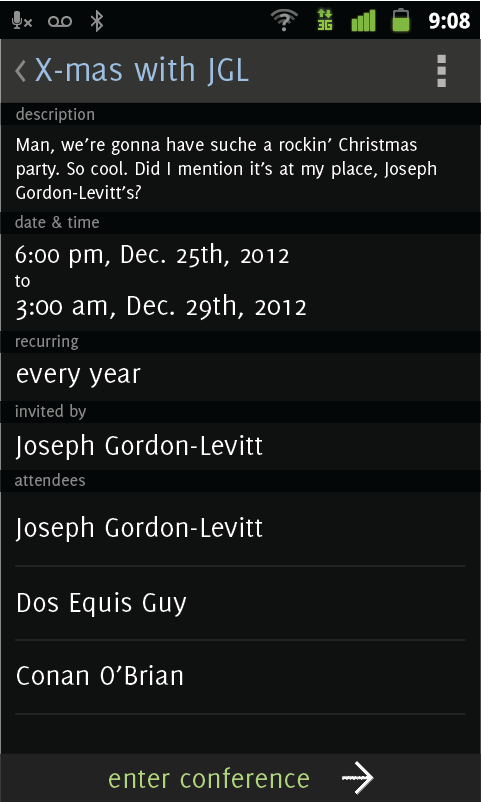 3G
9:08
X-mas with JGL
description
Man, we're gonna have suche a rockin' Christmas
party. So cool. Did I mention it's at my place, Joseph
Gordon-Levitt's?
date & time
6:00 pm, Dec. 25th, 2012
to
3:00 am, Dec. 29th, 2012
recurring
every year
invited by
Joseph Gordon-Levitt
attendees
Joseph Gordon-Levitt
Dos Equis Guy
Conan O'Brian
enter conference